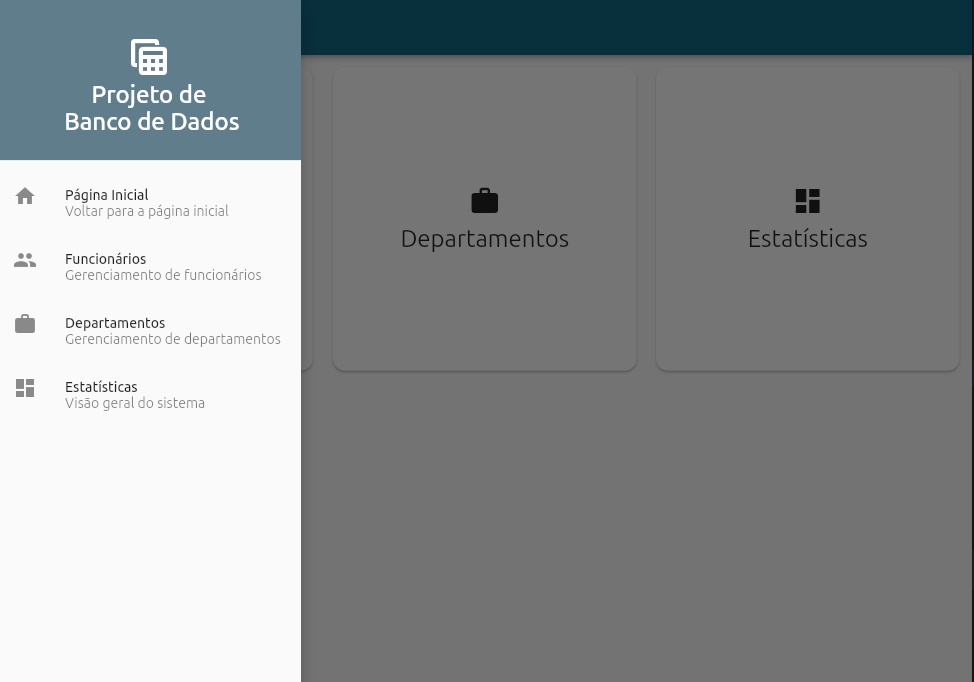 Projeto de
Banco de Dados
Página Inicial
Voltar para a página inicial
Funcionários
Gerenciamento de funcionários
Departamentos
Gerenciamento de departamentos
Estatísticas
Visão geral do sistema
Departamentos
Estatísticas